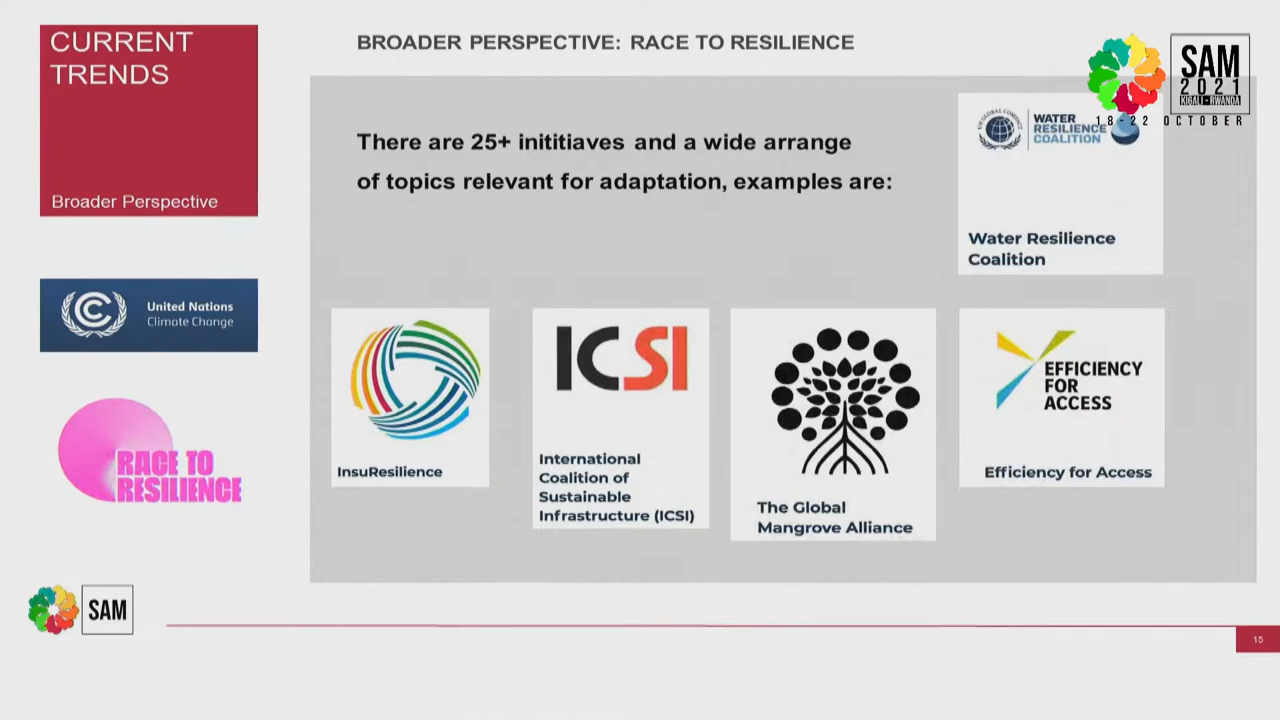 CURRENT
TRENDS
Broader Perspective
BROADER PERSPECTIVE: RACE TO RESILIENCE
SAM
2021
KIGALI-RWANDA
18-22 OCTOBER
There are 25+ inititiaves and a wide arrange
of topics relevant for adaptation, examples are:
UN GLOBAL COMPACT
WATER
RESILIENCE
COALITION
Water Resilience
Coalition
United Nations
Climate Change
RACE TO
RESILIENCE
InsuResilience
ICSI
International
Coalition of
Sustainable
Infrastructure (ICSI)
The Global
Mangrove Alliance
EFFICIENCY
FOR
ACCESS
Efficiency for Access
SAM
15